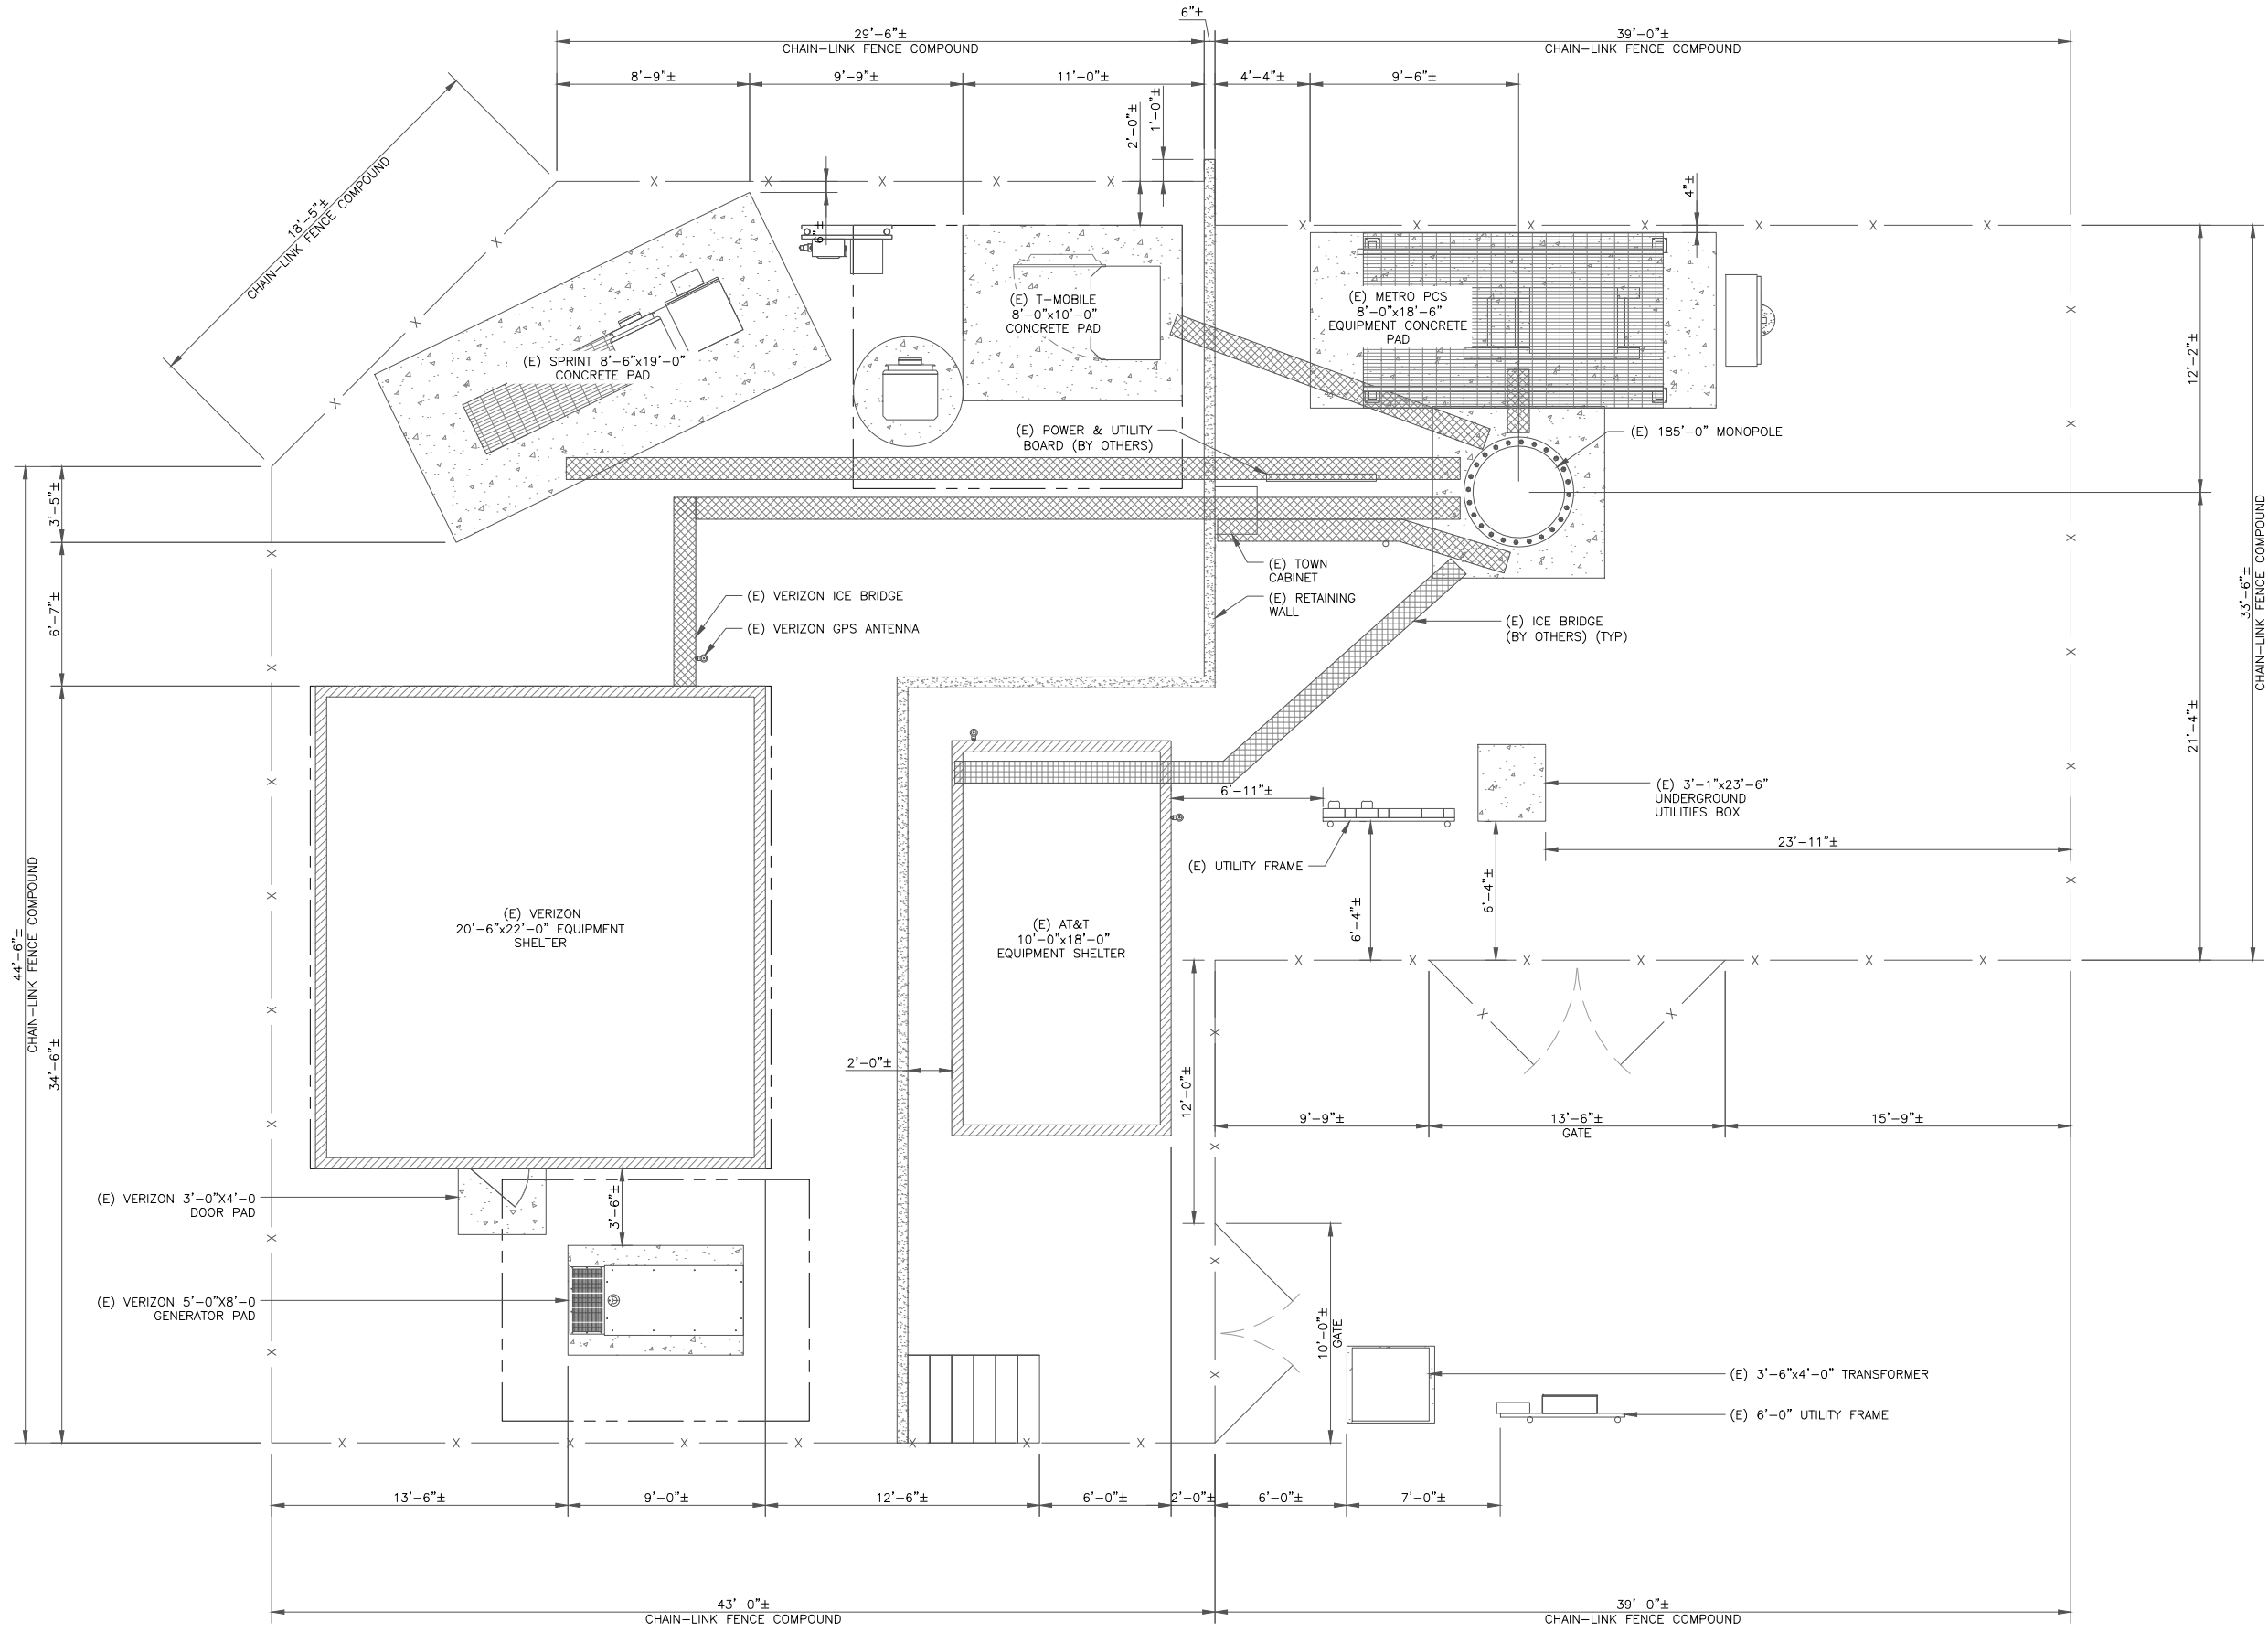 6"±
29'-6"±
CHAIN-LINK FENCE COMPOUND
39'-0"±
CHAIN-LINK FENCE COMPOUND
8'-9"±
9'-9"±
11'-0"±
4'-4"±
9'-6"±
2'-0"±
1'-0"±
18'-5"±
CHAIN-LINK FENCE COMPOUND
6"±
4"±
(E) T-MOBILE
8'-0"x10'-0"
CONCRETE PAD
(E) METRO PCS
8'-0"x18'-6"
EQUIPMENT CONCRETE
PAD
(E) SPRINT 8'-6"x19'-0"
CONCRETE PAD
12'-2"±
(E) POWER & UTILITY
BOARD (BY OTHERS)
(E) 185'-0" MONOPOLE
3'-5"±
33'-6"±
CHAIN-LINK FENCE COMPOUND
(E) TOWN
CABINET
(E) VERIZON ICE BRIDGE
(E) RETAINING
WALL
6'-7"±
(E) VERIZON GPS ANTENNA
(E) ICE BRIDGE
(BY OTHERS) (TYP)
21'-4"±
6'-11"±
(E) 3'-1"x23'-6"
UNDERGROUND
UTILITIES BOX
23'-11"±
(E) UTILITY FRAME
6'-4"±
6'-4"±
44'-6"±
CHAIN-LINK FENCE COMPOUND
(E) VERIZON
20'-6"x22'-0" EQUIPMENT
SHELTER
(E) AT&T
10'-0"x18'-0"
EQUIPMENT SHELTER
34'-6"±
2'-0"±
12'-0"±
9'-9"±
13'-6"±
GATE
15'-9"±
(E) VERIZON 3'-0"X4'-0
DOOR PAD
3'-6"±
(E) VERIZON 5'-0"X8'-0
GENERATOR PAD
10'-0"±
GATE
(E) 3'-6"x4'-0" TRANSFORMER
(E) 6'-0" UTILITY FRAME
13'-6"±
9'-0"±
12'-6"±
6'-0"±
2'-0"±
6'-0"±
7'-0"±
43'-0"±
CHAIN-LINK FENCE COMPOUND
39'-0"±
CHAIN-LINK FENCE COMPOUND